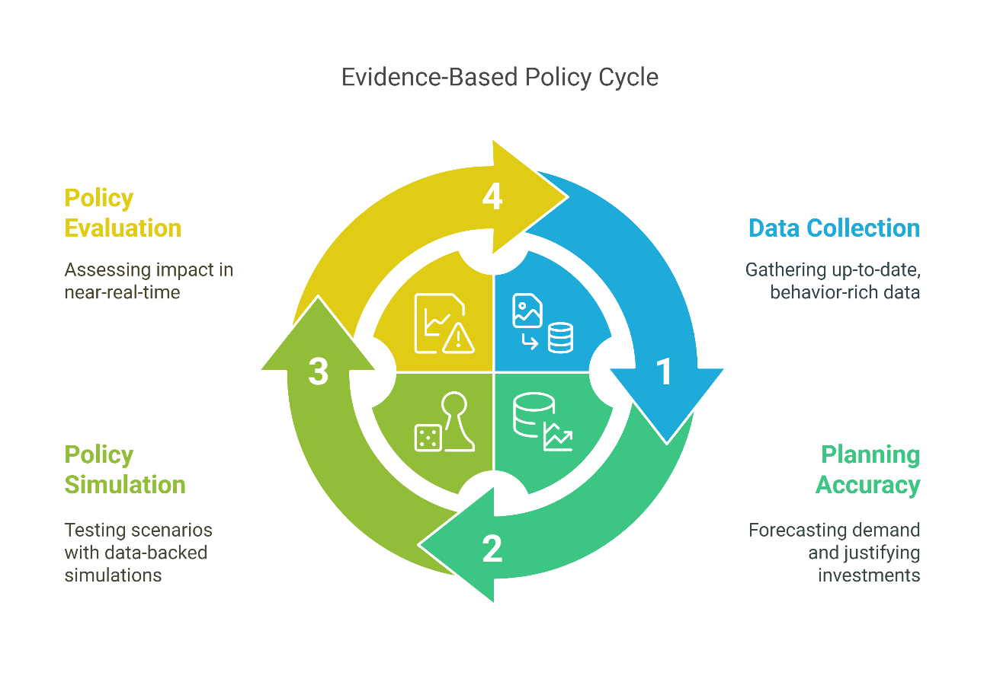 Evidence-Based Policy Cycle
4
Policy
Evaluation
Assessing impact in
near-real-time
Data Collection
Gathering up-to-date,
behavior-rich data
3
1
Policy
Simulation
Testing scenarios
with data-backed
simulations
Planning
Accuracy
Forecasting demand
and justifying
investments
2